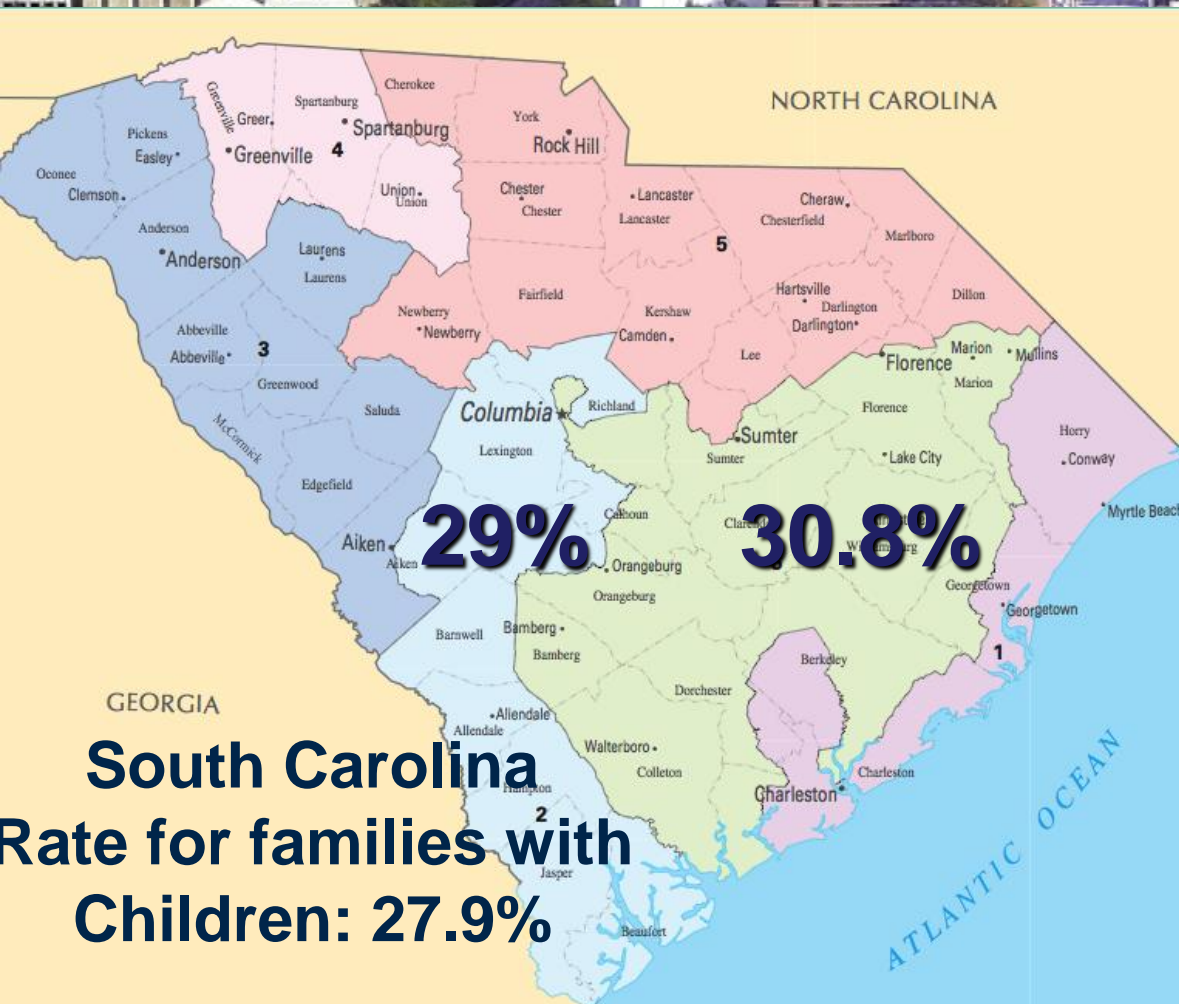 NORTH CAROLINA
Cherokee
Greenville
Spartanburg
Greer
Spartanburg
York
Rock Hill
Pickens
Easley
Greenville
4
Oconee
Clemson
Union
Union
Chester
Chester
Lancaster
Lancaster
Cheraw
Chesterfield
Marlboro
5
Anderson
Anderson
Laurens
Laurens
Fairfield
Hartsville
Darlington
Darlington
Dillon
Newberry
Newberry
Kershaw
Camden
Abbeville
Abbeville
3
Lee
Florence
Marion
Mullins
Marion
Greenwood
Saluda
Columbia
Richland
Florence
McCormick
Sumter
Sumter
Lexington
Lake City
Horry
Conway
Edgefield
29%
Calhoun
30.8%
Myrtle Beach
Aiken
Aiken
Orangeburg
Orangeburg
Georgetown
Georgetown
Barnwell
Bamberg
Bamberg
Berkeley
1
GEORGIA
Dorchester
Allendale
Allendale
South Carolina
Walterboro
Colleton
Charleston
Charleston
Hampton
2
Rate for families with
Jasper
Children: 27.9%
Beaufort
ATLANTIC OCEAN